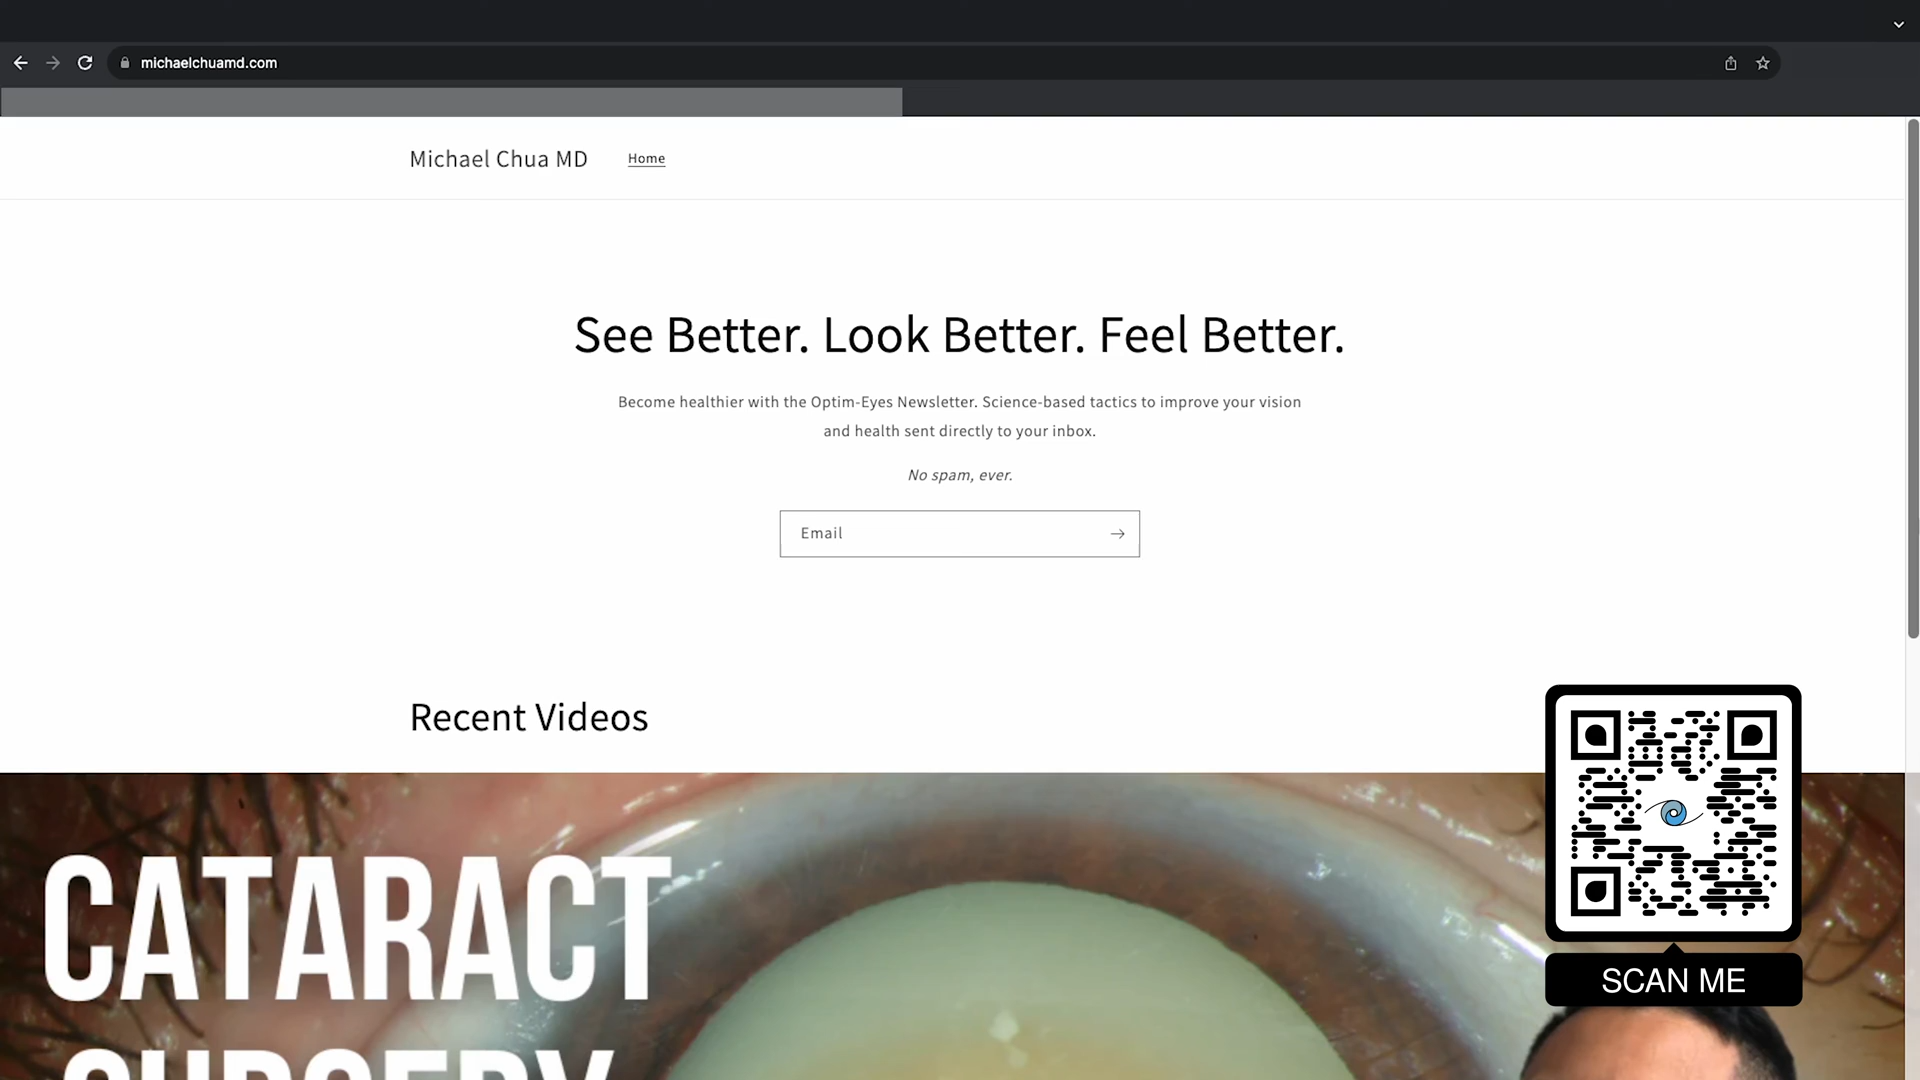 michaelchuamd.com
Michael Chua MD
Home
See Better. Look Better. Feel Better.
Become healthier with the Optim-Eyes Newsletter. Science-based tactics to improve your vision
and health sent directly to your inbox.
No spam, ever.
Email
Recent Videos
CATARACT
SURGERY
SCAN ME